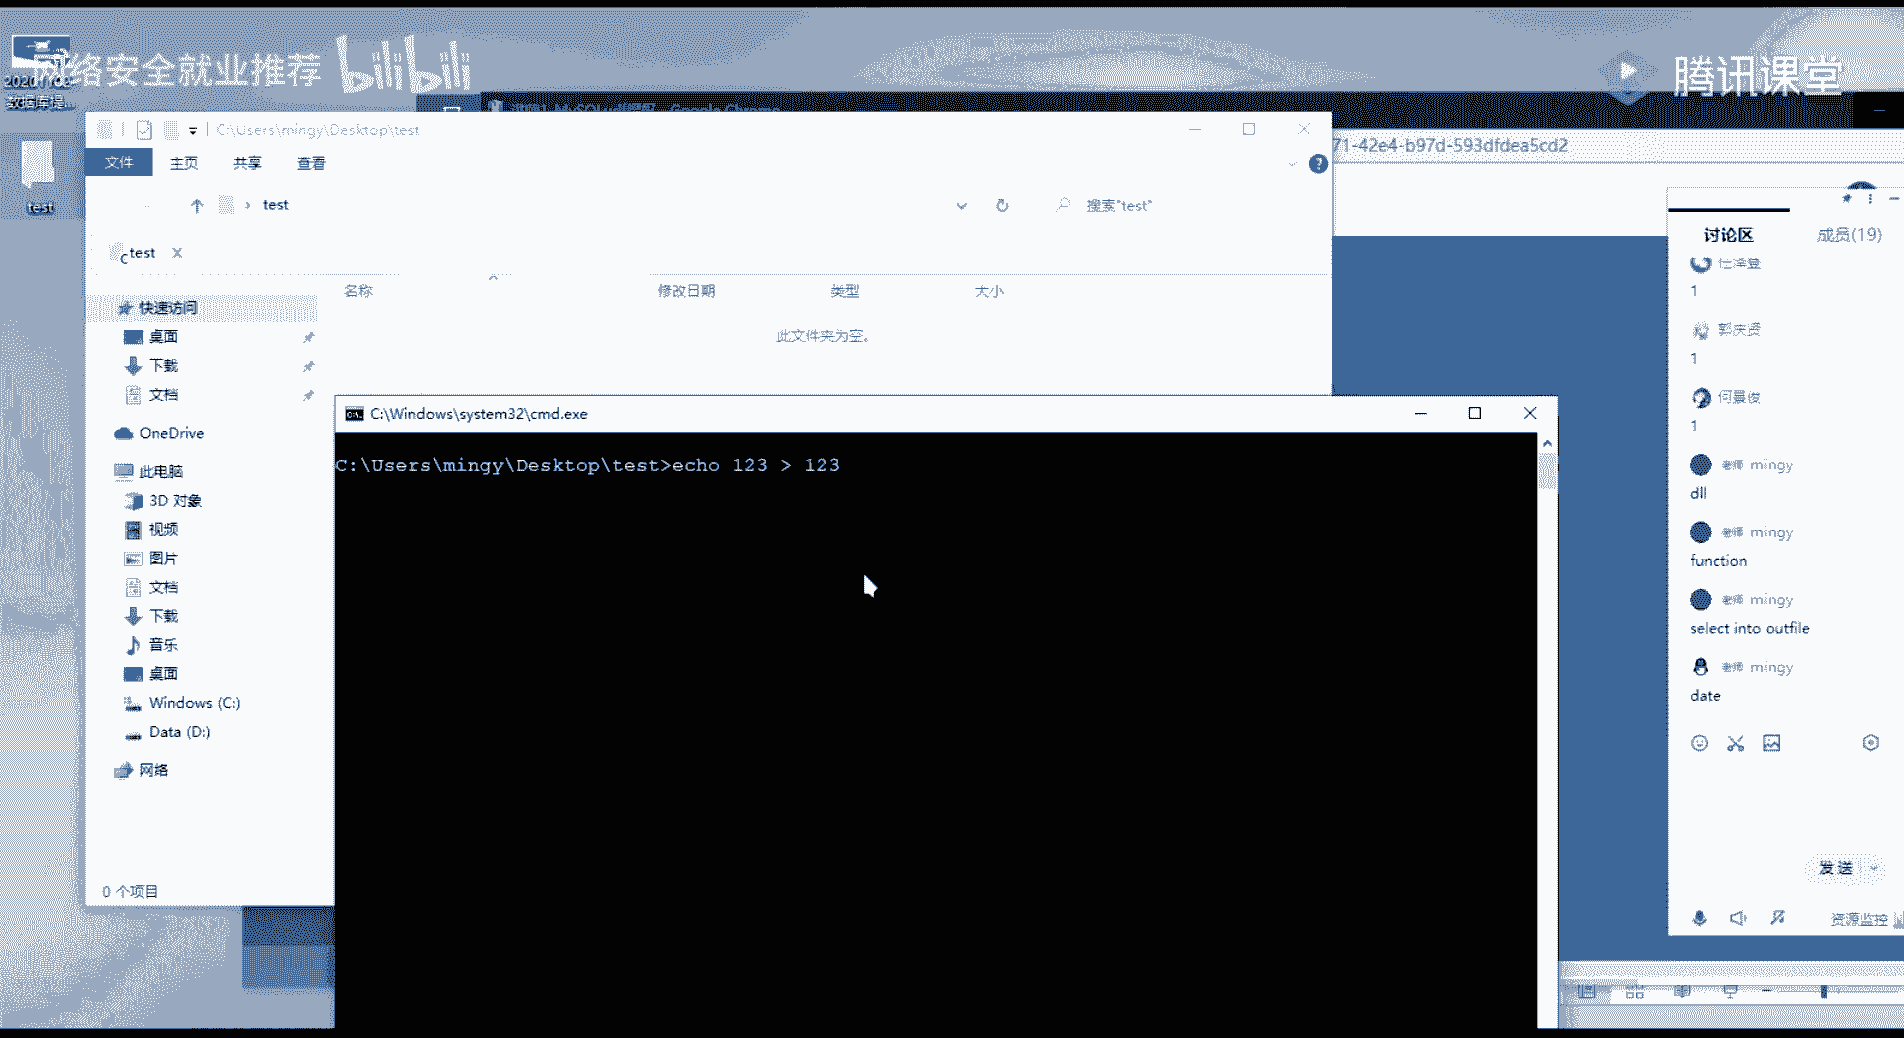 络安全就业推荐 bilibili
腾讯课堂
数据库提...
test
Google Chrome
C:\Users\mingy\Desktop\test
文件 主页 共享 查看
71-42e4-b97d-593dfdea5cd2
test
搜索"test"
test
名称 修改日期 类型 大小
此文件夹为空。
快速访问
桌面
下载
文档
OneDrive
此电脑
3D 对象
视频
图片
文档
下载
音乐
桌面
Windows (C:)
Data (D:)
网络
0 个项目
C:\Windows\system32\cmd.exe
C:\Users\mingy\Desktop\test>echo 123 > 123
讨论区 成员(19)
1
1
何景俊
1
老师 mingy
dll
老师 mingy
function
老师 mingy
select into outfile
老师 mingy
date
发送
资源监控